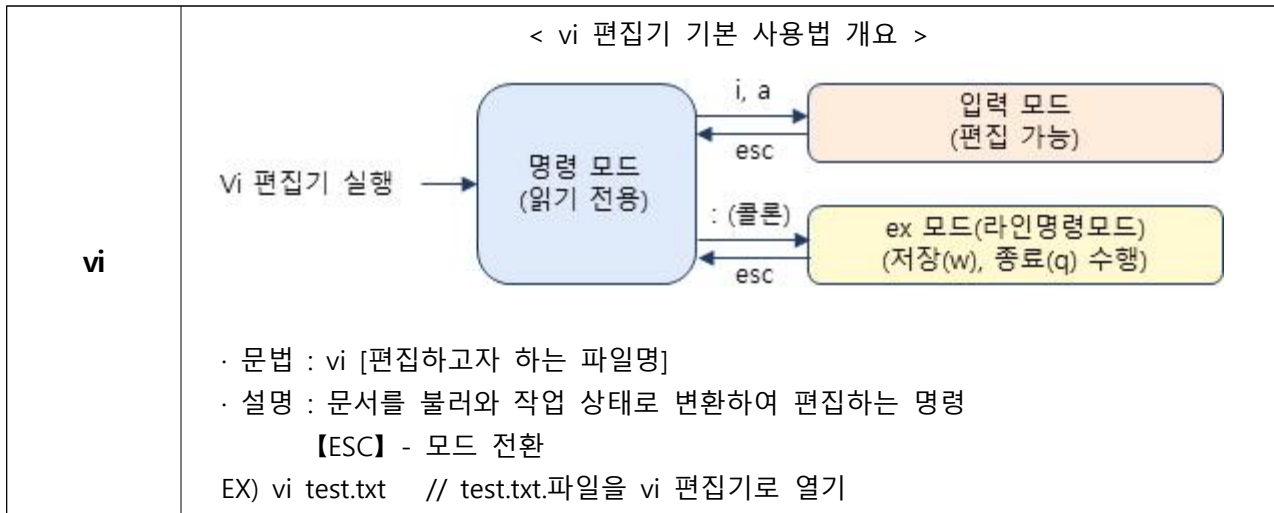 < vi 편집기 기본 사용법 개요 >
i, a
입력 모드
(편집 가능)
esc
Vi 편집기 실행
명령 모드
(읽기 전용)
: (콜론)
ex 모드(라인명령모드)
(저장(w), 종료(q) 수행)
esc
vi
· 문법 : vi [편집하고자 하는 파일명]
· 설명 : 문서를 불러와 작업 상태로 변환하여 편집하는 명령
【ESC】 - 모드 전환
EX) vi test.txt // test.txt.파일을 vi 편집기로 열기